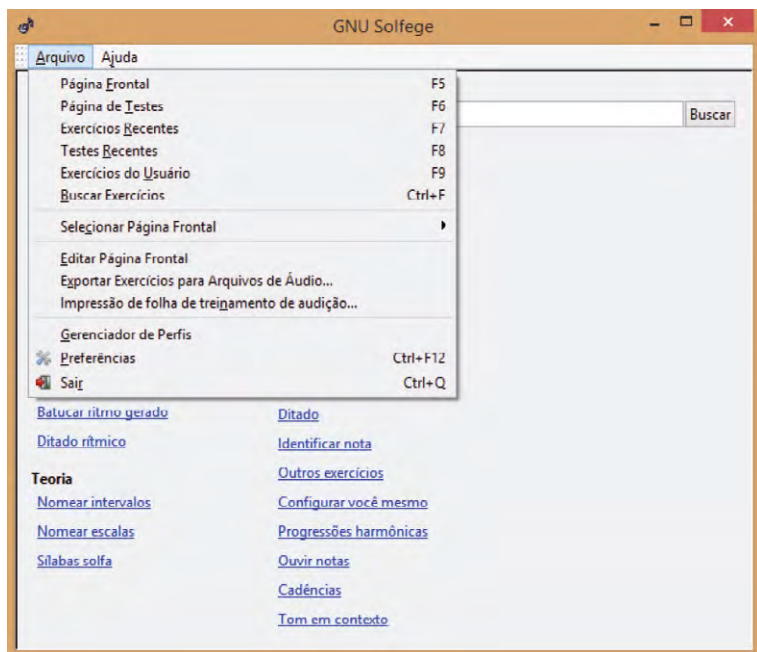 GNU Solfege
Arquivo Ajuda
Página Frontal F5
Página de Testes F6
Exercícios Recentes F7
Testes Recentes F8
Exercícios do Usuário F9
Buscar Exercícios Ctrl+F
Buscar
Selecionar Página Frontal
Editar Página Frontal
Exportar Exercícios para Arquivos de Áudio...
Impressão de folha de treinamento de audição...
Gerenciador de Perfis
Preferências Ctrl+F12
Sair Ctrl+Q
Batucar ritmo gerado
Ditado rítmico
Teoria
Nomear intervalos
Nomear escalas
Sílabas solfa
Ditado
Identificar nota
Outros exercícios
Configurar você mesmo
Progressões harmônicas
Ouvir notas
Cadências
Tom em contexto